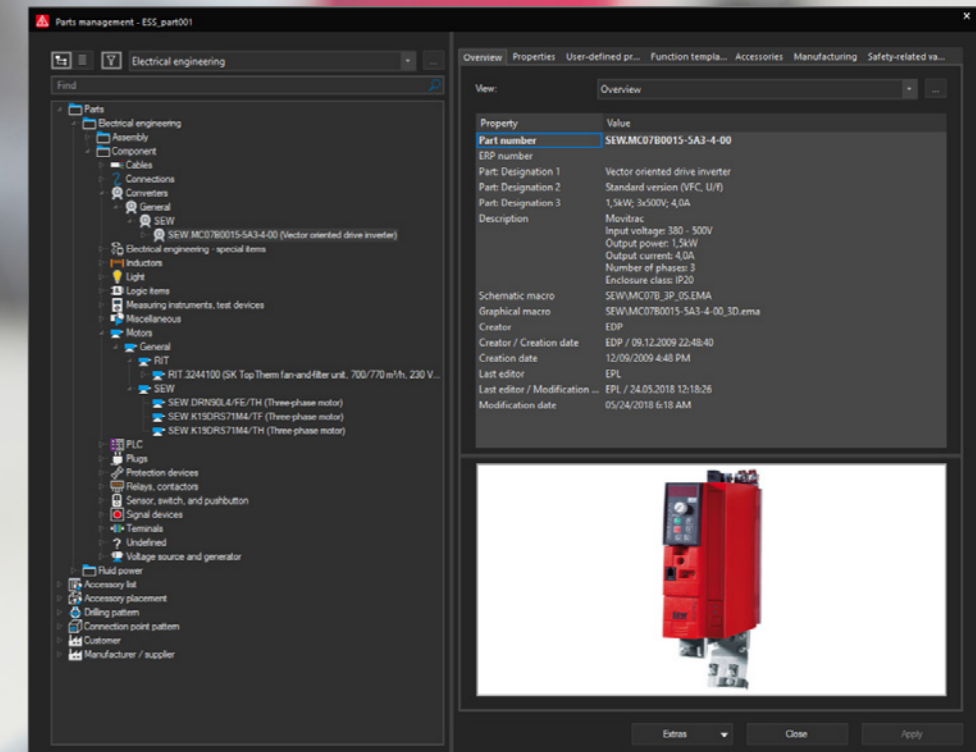 Parts management - ESS_part001
Electrical engineering
...
Find
Parts
Electrical engineering
Assembly
Component
Cables
Connections
Converters
General
SEW
SEW.MC07B0015-5A3-4-00 (Vector oriented drive inverter)
Electrical engineering - special items
Inductors
Light
Logic items
Measuring instruments, test devices
Miscellaneous
Motors
General
RIT
RIT.3244100 (SK TopTherm fan-and-filter unit, 700/770 m³/h, 230 V...
SEW
SEW.DRN90L4/FE/TH (Three-phase motor)
SEW.K19DRS71M4/TF (Three-phase motor)
SEW.K19DRS71M4/TH (Three-phase motor)
PLC
Plugs
Protection devices
Relays, contactors
Sensor, switch, and pushbutton
Signal devices
Terminals
Undefined
Voltage source and generator
Fluid power
Accessory list
Accessory placement
Drilling pattern
Connection point pattern
Customer
Manufacturer / supplier
Overview Properties User-defined pr... Function templa... Accessories Manufacturing Safety-related va...
View: Overview ...
Property Value
Part number SEW.MC07B0015-5A3-4-00
ERP number
Part: Designation 1 Vector oriented drive inverter
Part: Designation 2 Standard version (VFC, U/f)
Part: Designation 3 1,5kW; 3x500V; 4,0A
Description Movitrac
Input voltage: 380 - 500V
Output power: 1,5kW
Output current: 4,0A
Number of phases: 3
Enclosure class: IP20
Schematic macro SEW\MC07B_3P_0S.EMA
Graphical macro SEW\MC07B0015-5A3-4-00_3D.ema
Creator EDP
Creator / Creation date EDP / 09.12.2009 22:48:40
Creation date 12/09/2009 4:48 PM
Last editor EPL
Last editor / Modification ... EPL / 24.05.2018 12:18:26
Modification date 05/24/2018 6:18 AM
Extras Close Apply